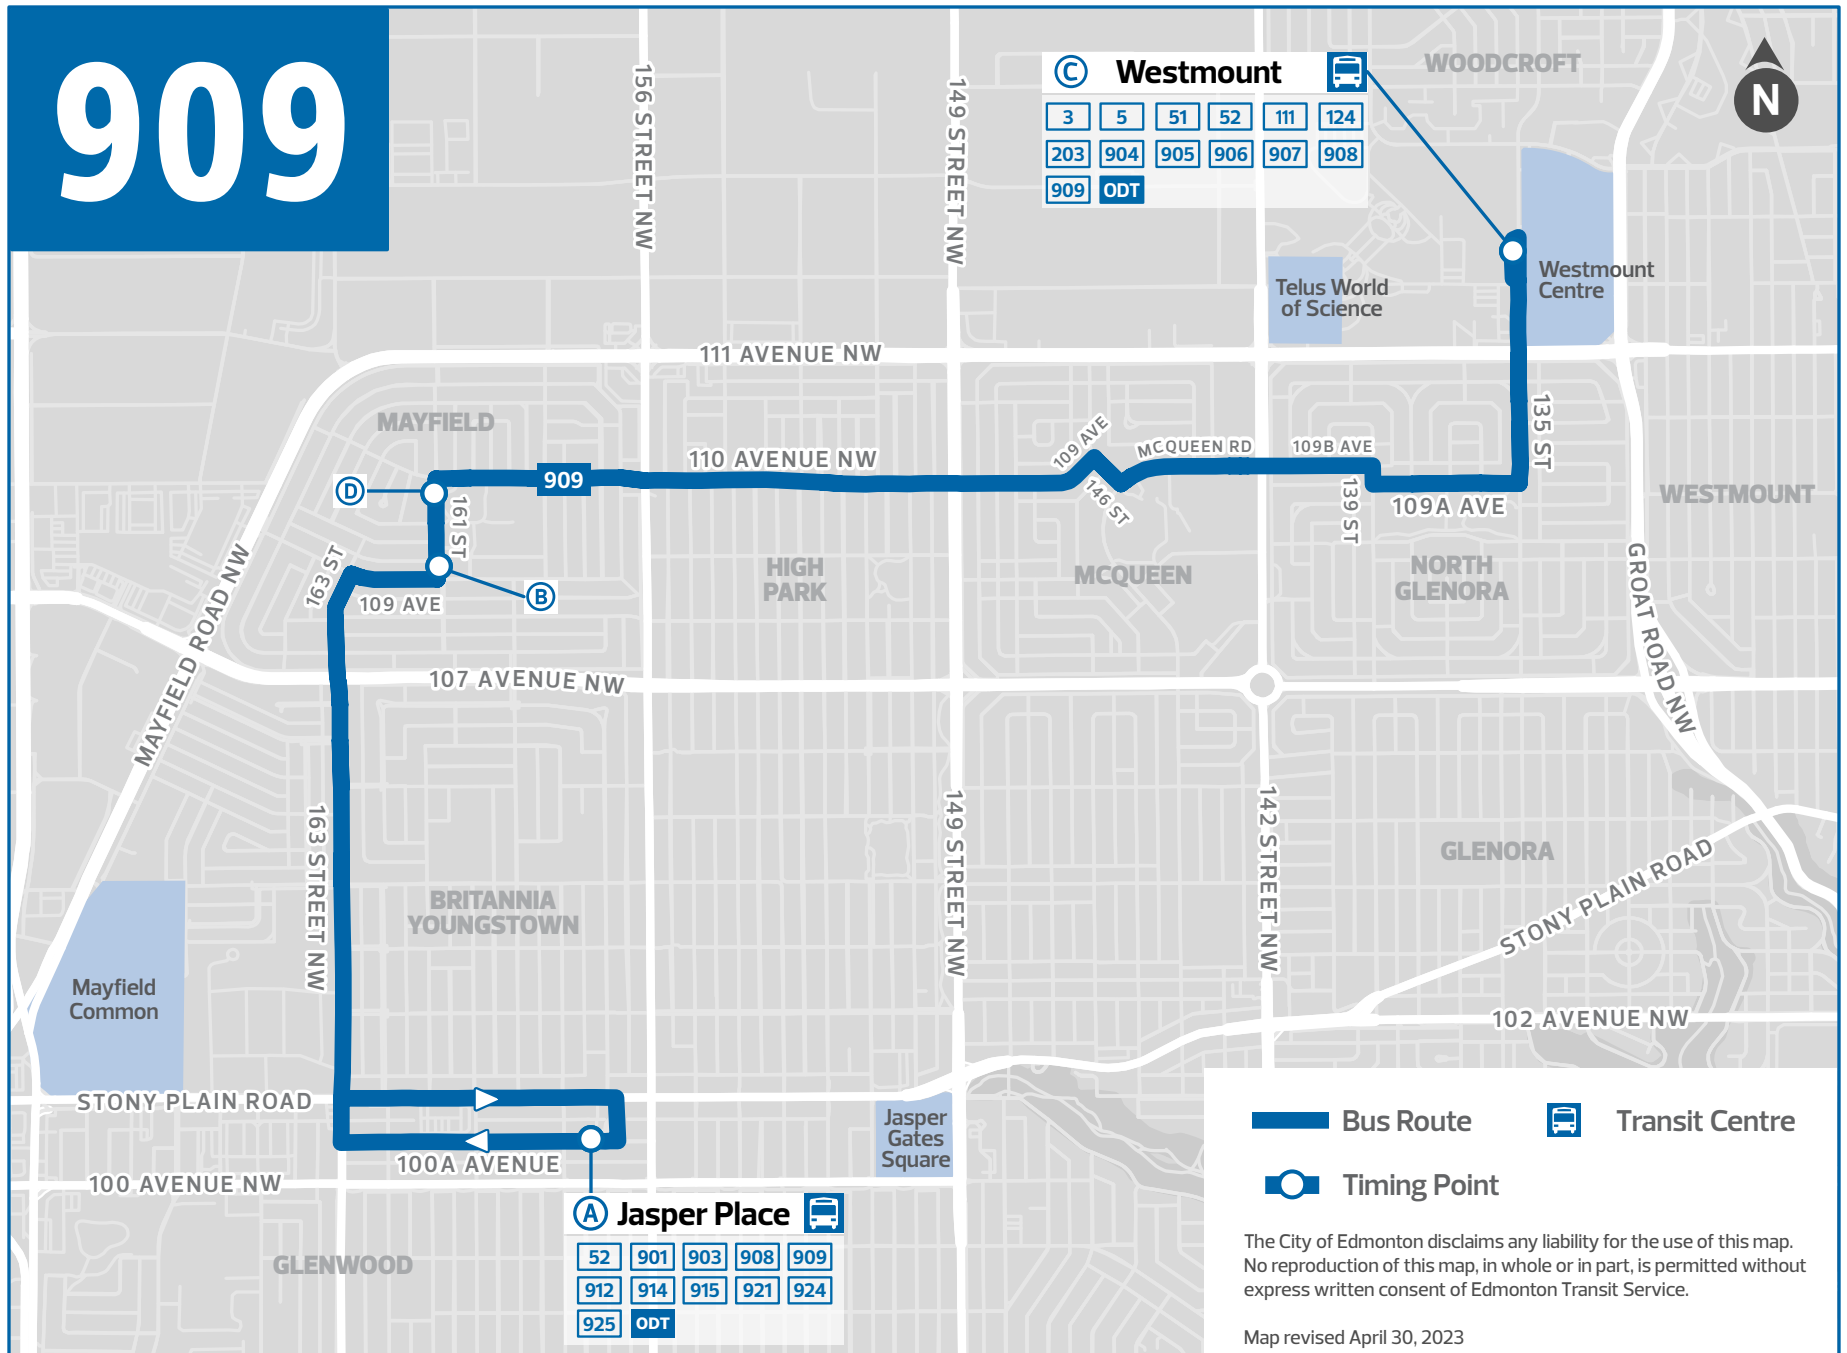 909
156 STREET NW
149 STREET NW
C Westmount
3 5 51 52 111 124
203 904 905 906 907 908
909 ODT
WOODCROFT
N
Westmount
Centre
Telus World
of Science
111 AVENUE NW
MAYFIELD
110 AVENUE NW
909
109 AVE
146 ST
MCQUEEN RD
109B AVE
139 ST
109A AVE
135 ST
WESTMOUNT
D
161 ST
B
163 ST
109 AVE
HIGH
PARK
MCQUEEN
NORTH
GLENORA
GROAT ROAD NW
MAYFIELD ROAD NW
107 AVENUE NW
163 STREET NW
149 STREET NW
142 STREET NW
GLENORA
STONY PLAIN ROAD
BRITANNIA
YOUNGSTOWN
Mayfield
Common
102 AVENUE NW
STONY PLAIN ROAD
100A AVENUE
Jasper
Gates
Square
100 AVENUE NW
GLENWOOD
A Jasper Place
52 901 903 908 909
912 914 915 921 924
925 ODT
Bus Route
Transit Centre
Timing Point
The City of Edmonton disclaims any liability for the use of this map.
No reproduction of this map, in whole or in part, is permitted without
express written consent of Edmonton Transit Service.
Map revised April 30, 2023